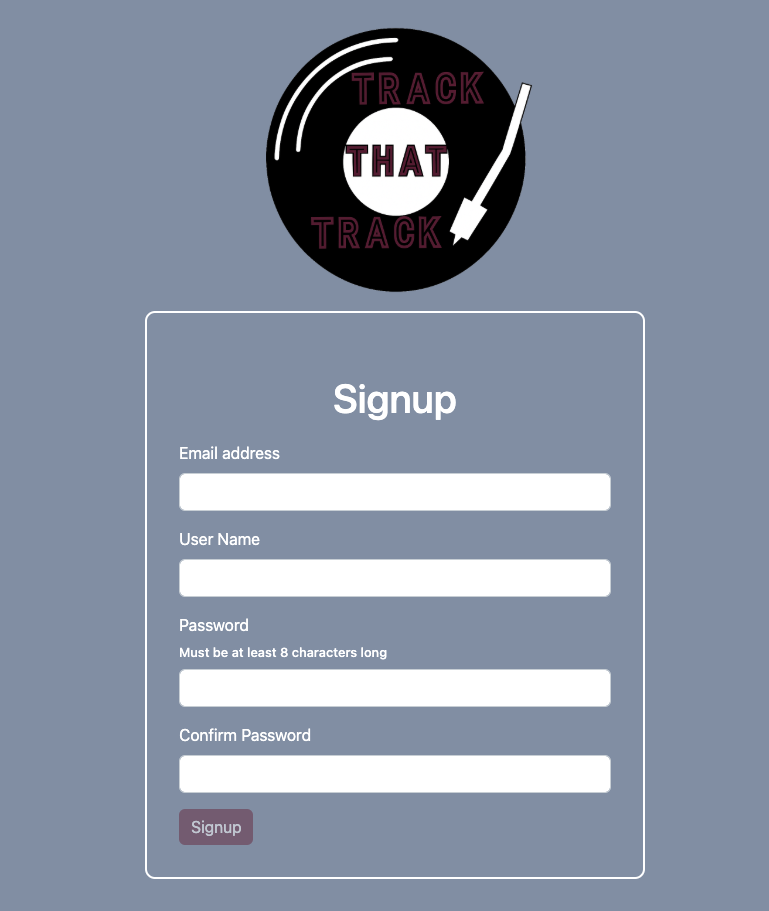 TRACK
THAT
TRACK
Signup
Email address
User Name
Password
Must be at least 8 characters long
Confirm Password
Signup